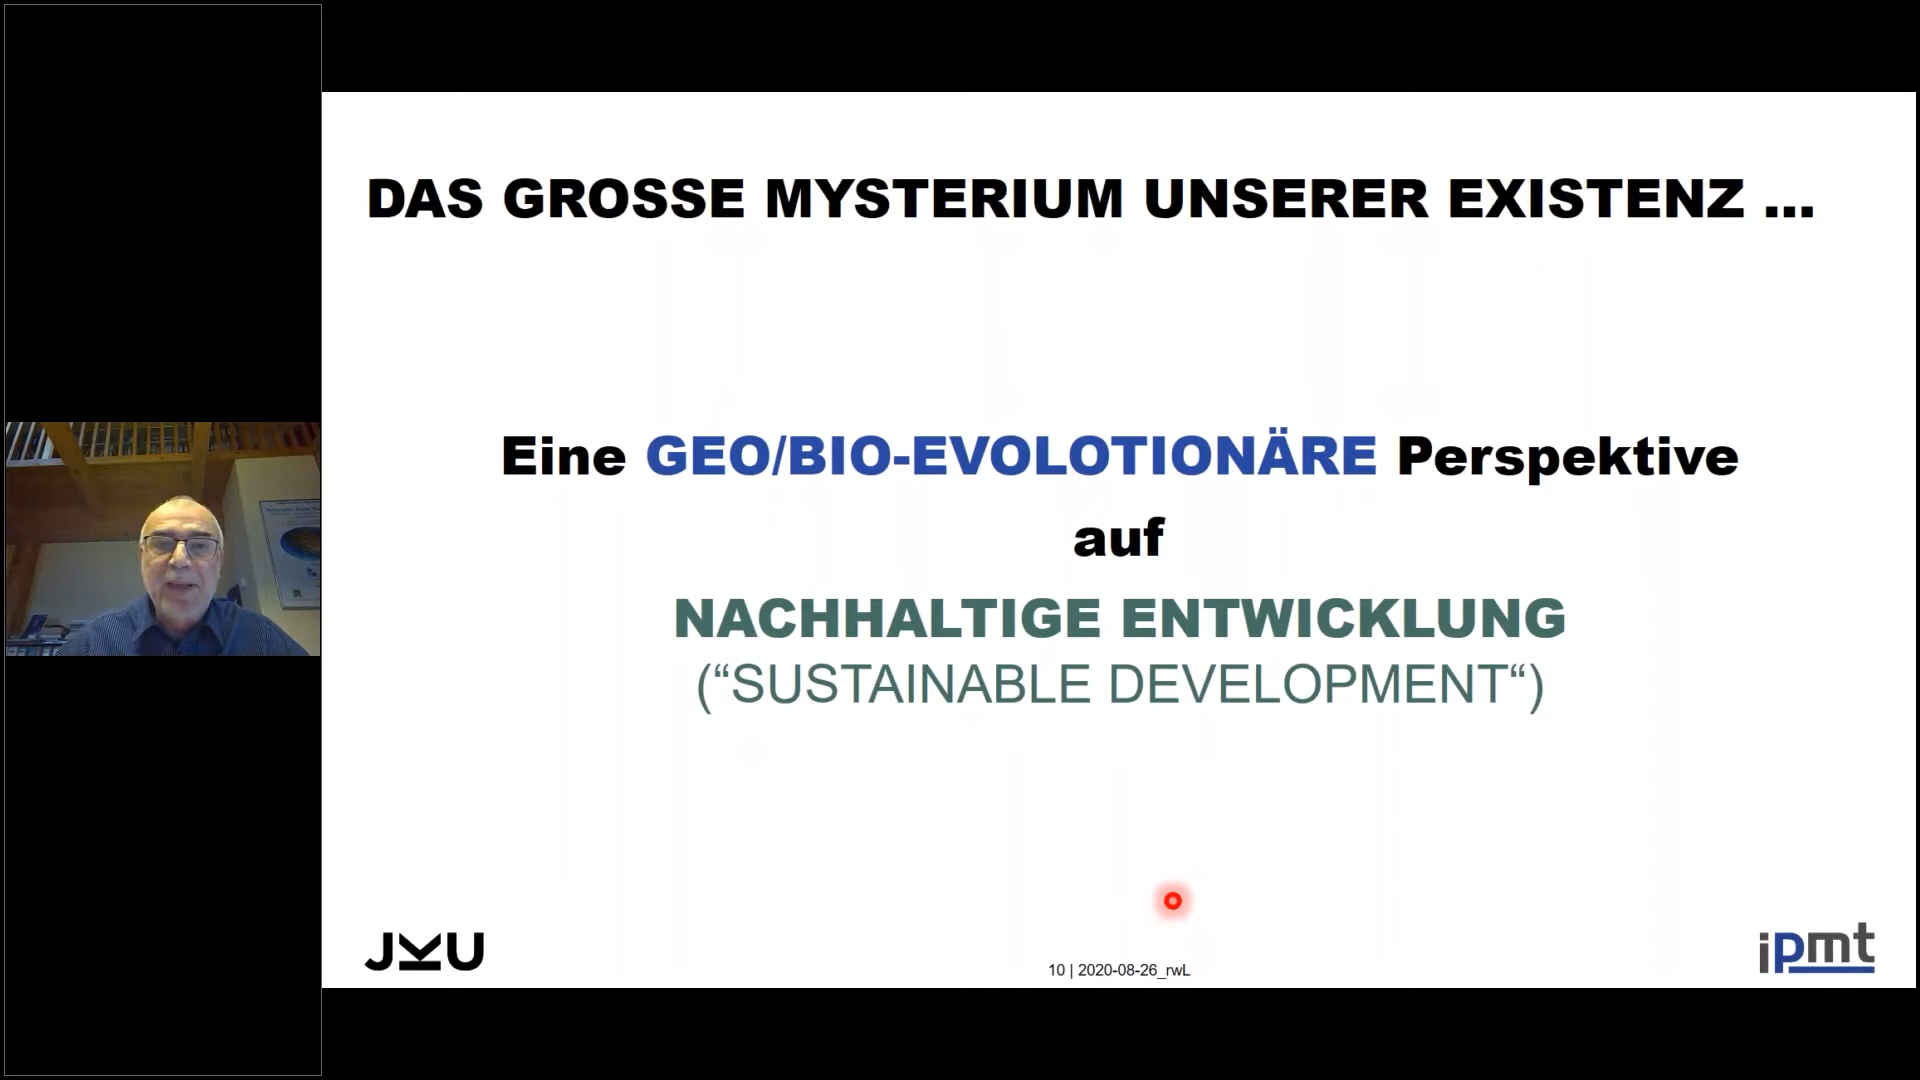 DAS GROSSE MYSTERIUM UNSERER EXISTENZ ...
Eine GEO/BIO-EVOLOTIONÄRE Perspektive
auf
NACHHALTIGE ENTWICKLUNG
(“SUSTAINABLE DEVELOPMENT“)
JKU
10 | 2020-08-26_rwL
ipmt